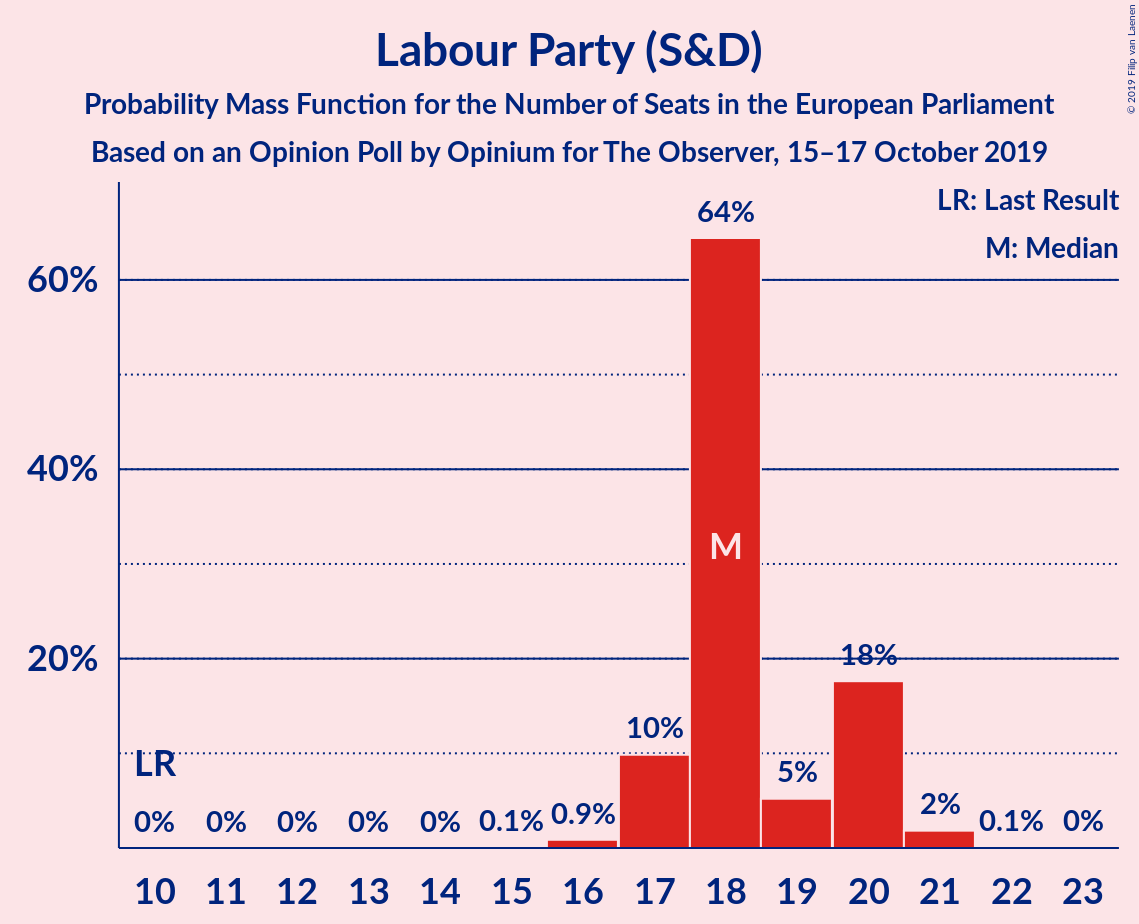 Labour Party (S&D)
Probability Mass Function for the Number of Seats in the European Parliament
Based on an Opinion Poll by Opinium for The Observer, 15–17 October 2019
© 2019 Filip van Laenen
LR: Last Result
M: Median
60%
40%
20%
64%
M
18%
10%
5%
LR
0%
0%
0%
0%
0%
0.1%
0.9%
2%
0.1%
0%
10 11 12 13 14 15 16 17 18 19 20 21 22 23